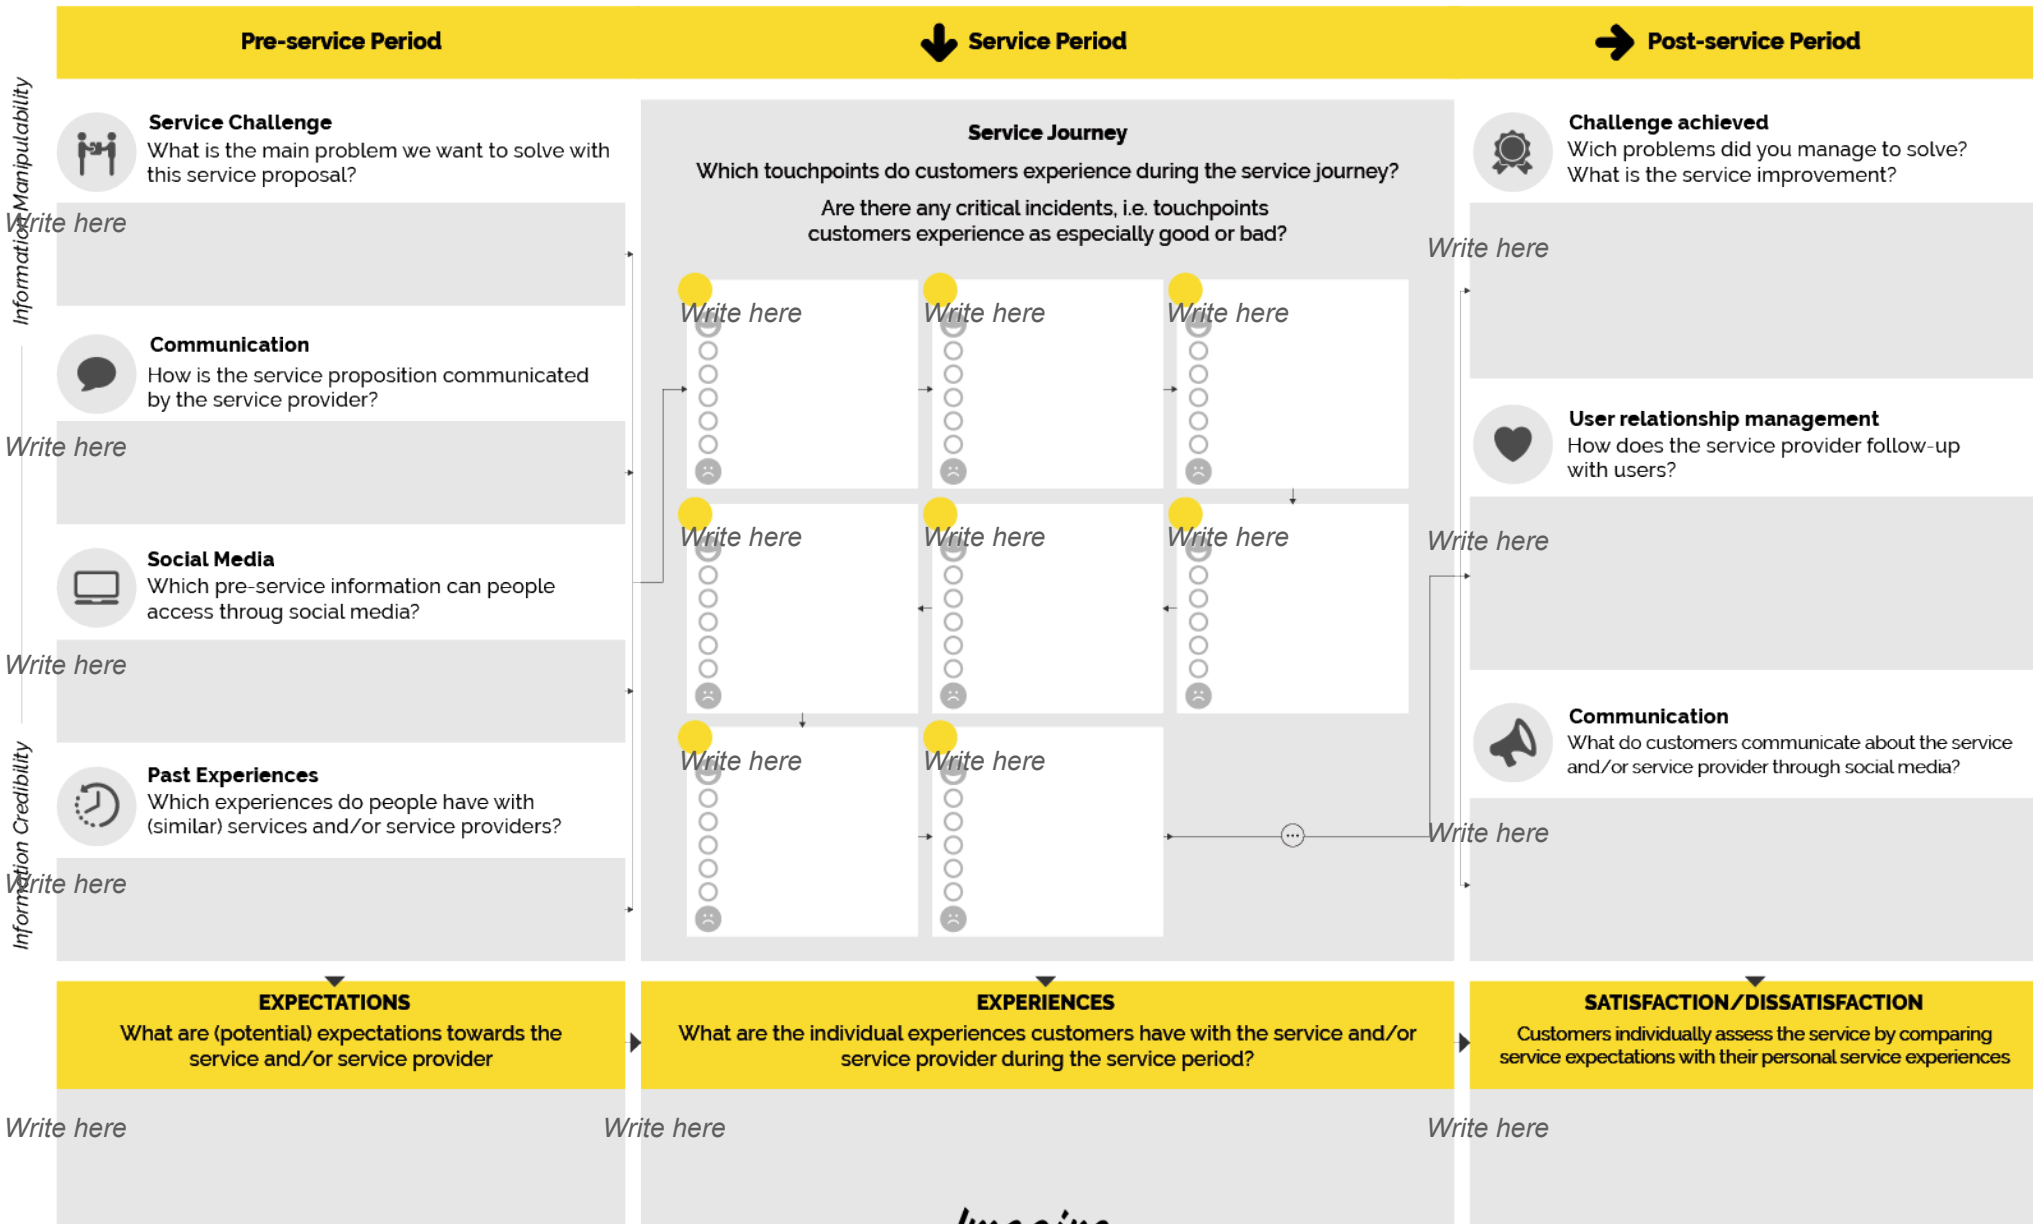 Pre-service Period
Service Period
Post-service Period
Information Manipulability
Information Credibility
Service Challenge
What is the main problem we want to solve with
this service proposal?
Write here
Communication
How is the service proposition communicated
by the service provider?
Write here
Social Media
Which pre-service information can people
access throug social media?
Write here
Past Experiences
Which experiences do people have with
(similar) services and/or service providers?
Write here
Service Journey
Which touchpoints do customers experience during the service journey?
Are there any critical incidents, i.e. touchpoints
customers experience as especially good or bad?
Write here
Write here
Write here
Write here
Write here
Write here
Write here
Write here
Challenge achieved
Wich problems did you manage to solve?
What is the service improvement?
Write here
User relationship management
How does the service provider follow-up
with users?
Write here
Communication
What do customers communicate about the service
and/or service provider through social media?
Write here
EXPECTATIONS
What are (potential) expectations towards the
service and/or service provider
Write here
EXPERIENCES
What are the individual experiences customers have with the service and/or
service provider during the service period?
Write here
SATISFACTION/DISSATISFACTION
Customers individually assess the service by comparing
service expectations with their personal service experiences
Write here